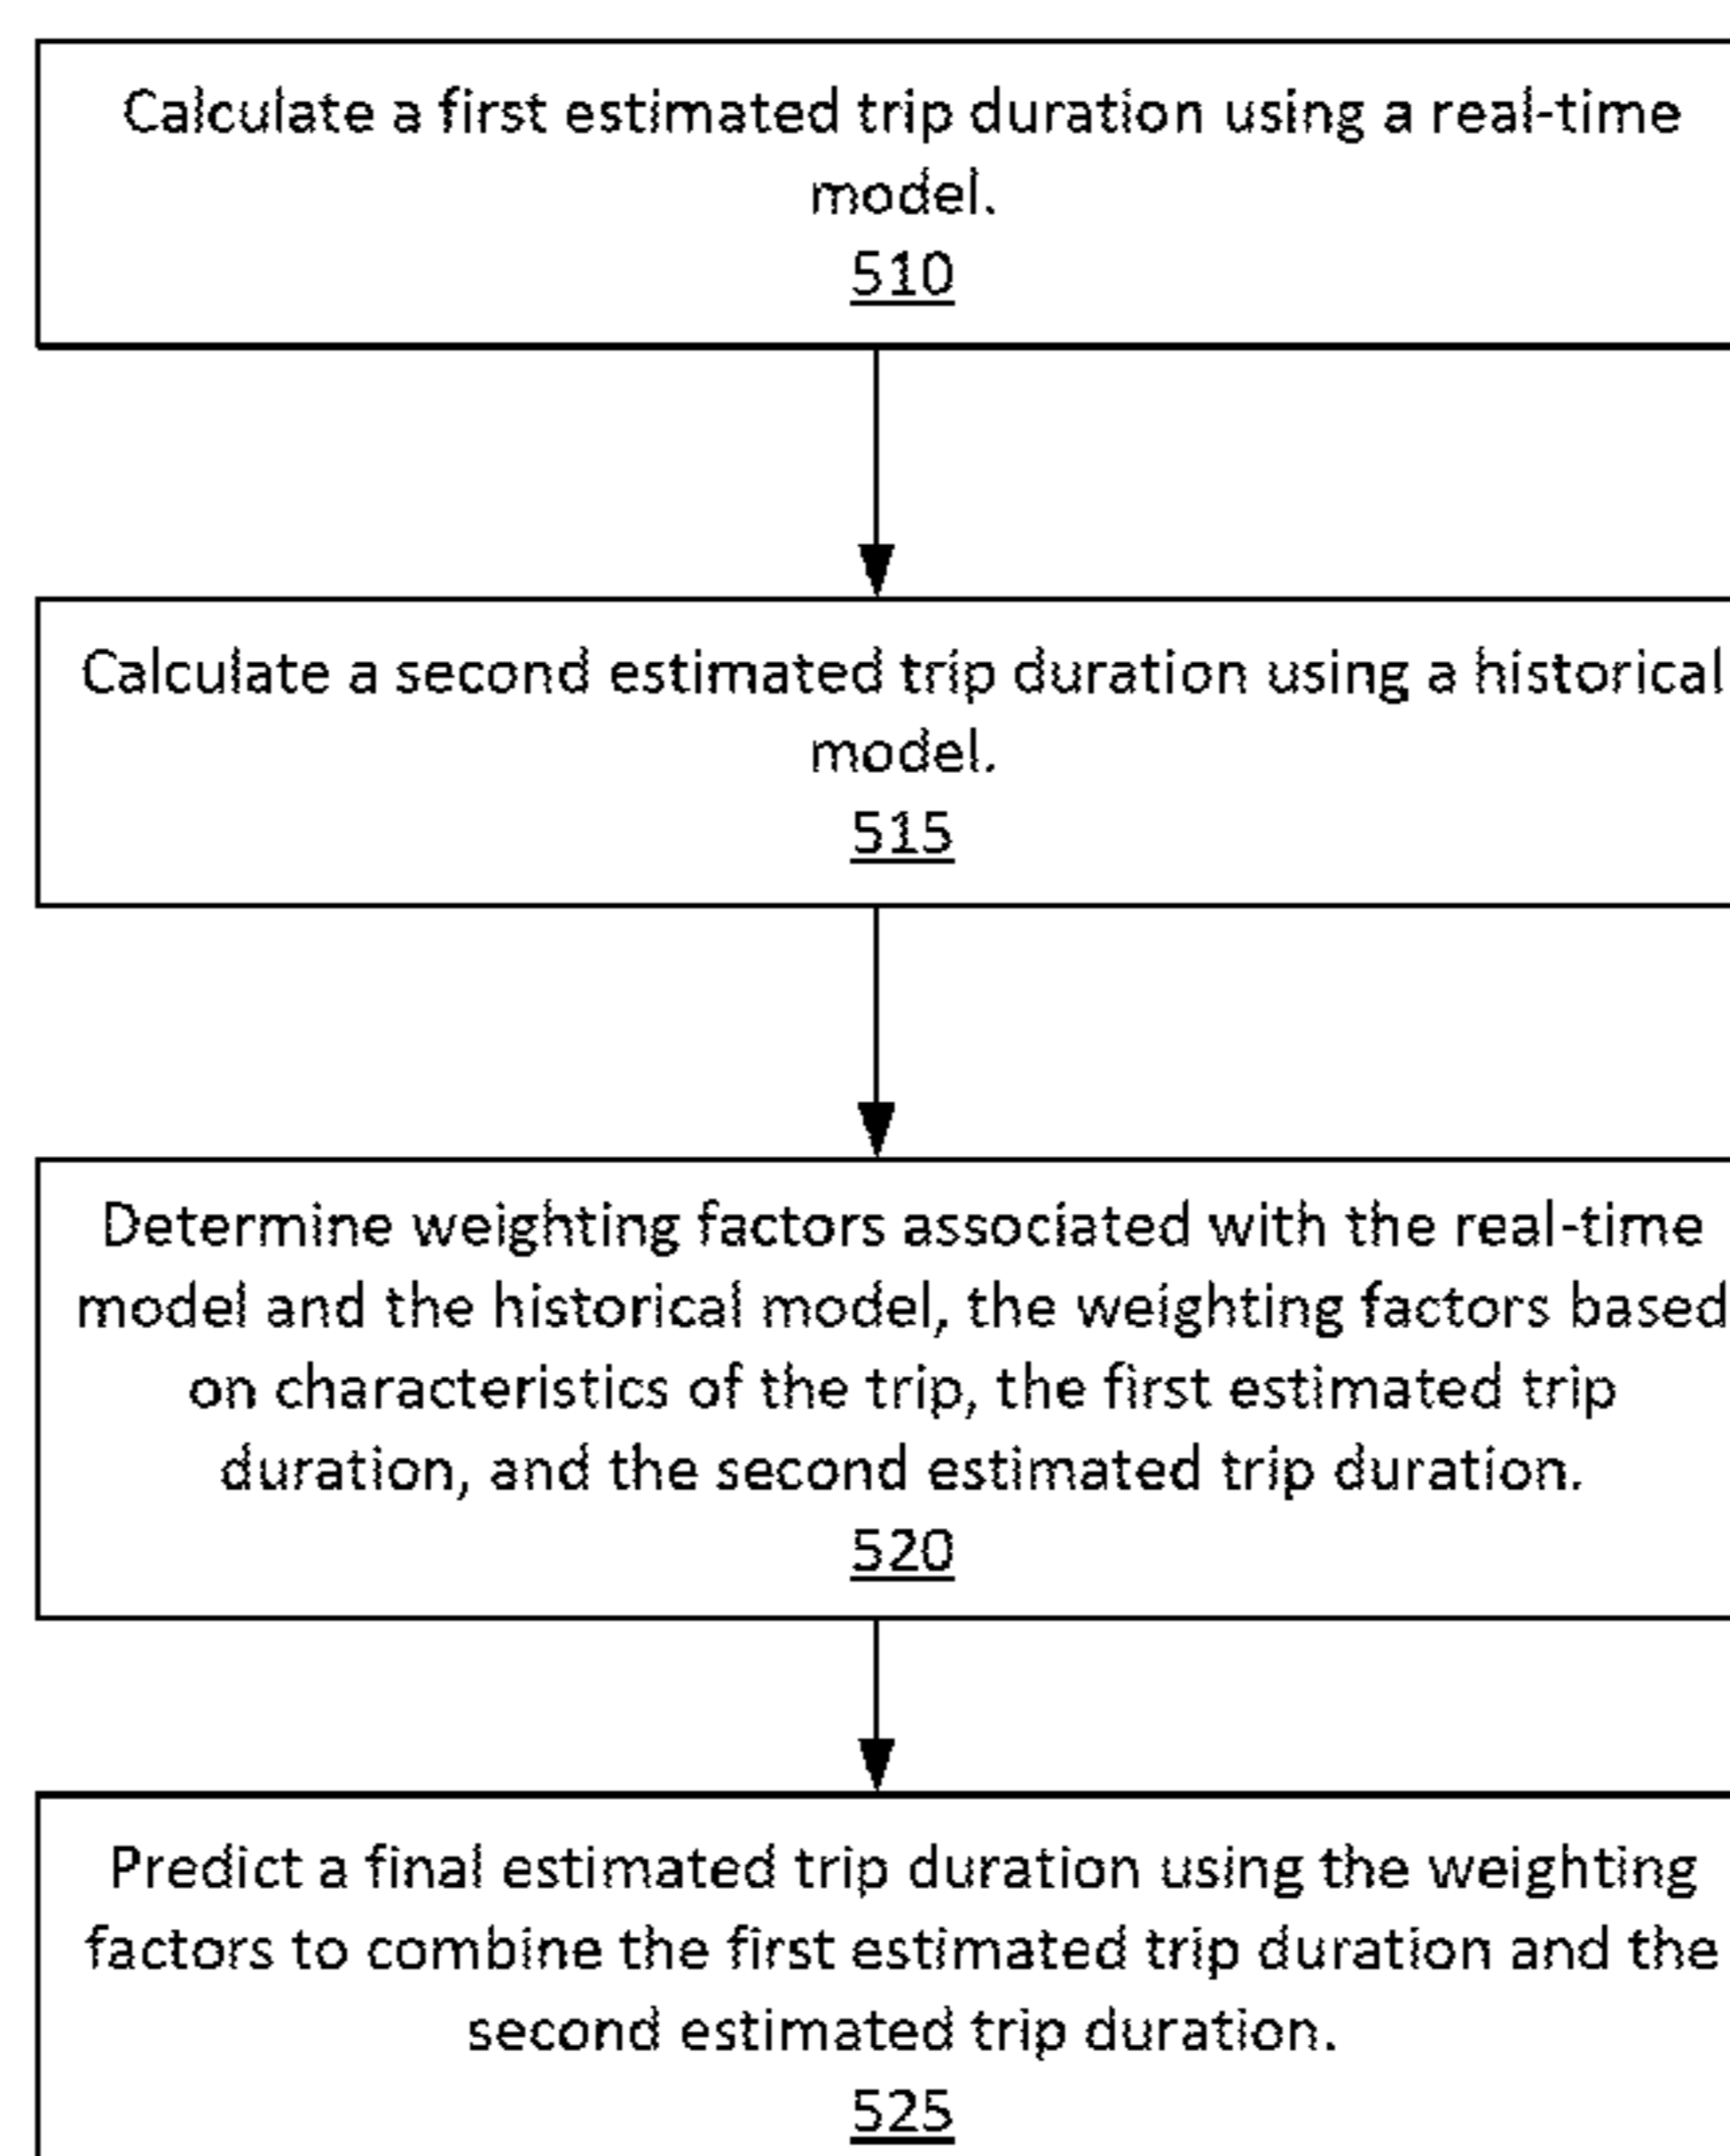 Calculate a first estimated trip duration using a real-time
model.
510
Calculate a second estimated trip duration using a historical
model.
515
Determine weighting factors associated with the real-time
model and the historical model, the weighting factors based
on characteristics of the trip, the first estimated trip
duration, and the second estimated trip duration.
520
Predict a final estimated trip duration using the weighting
factors to combine the first estimated trip duration and the
second estimated trip duration.
525